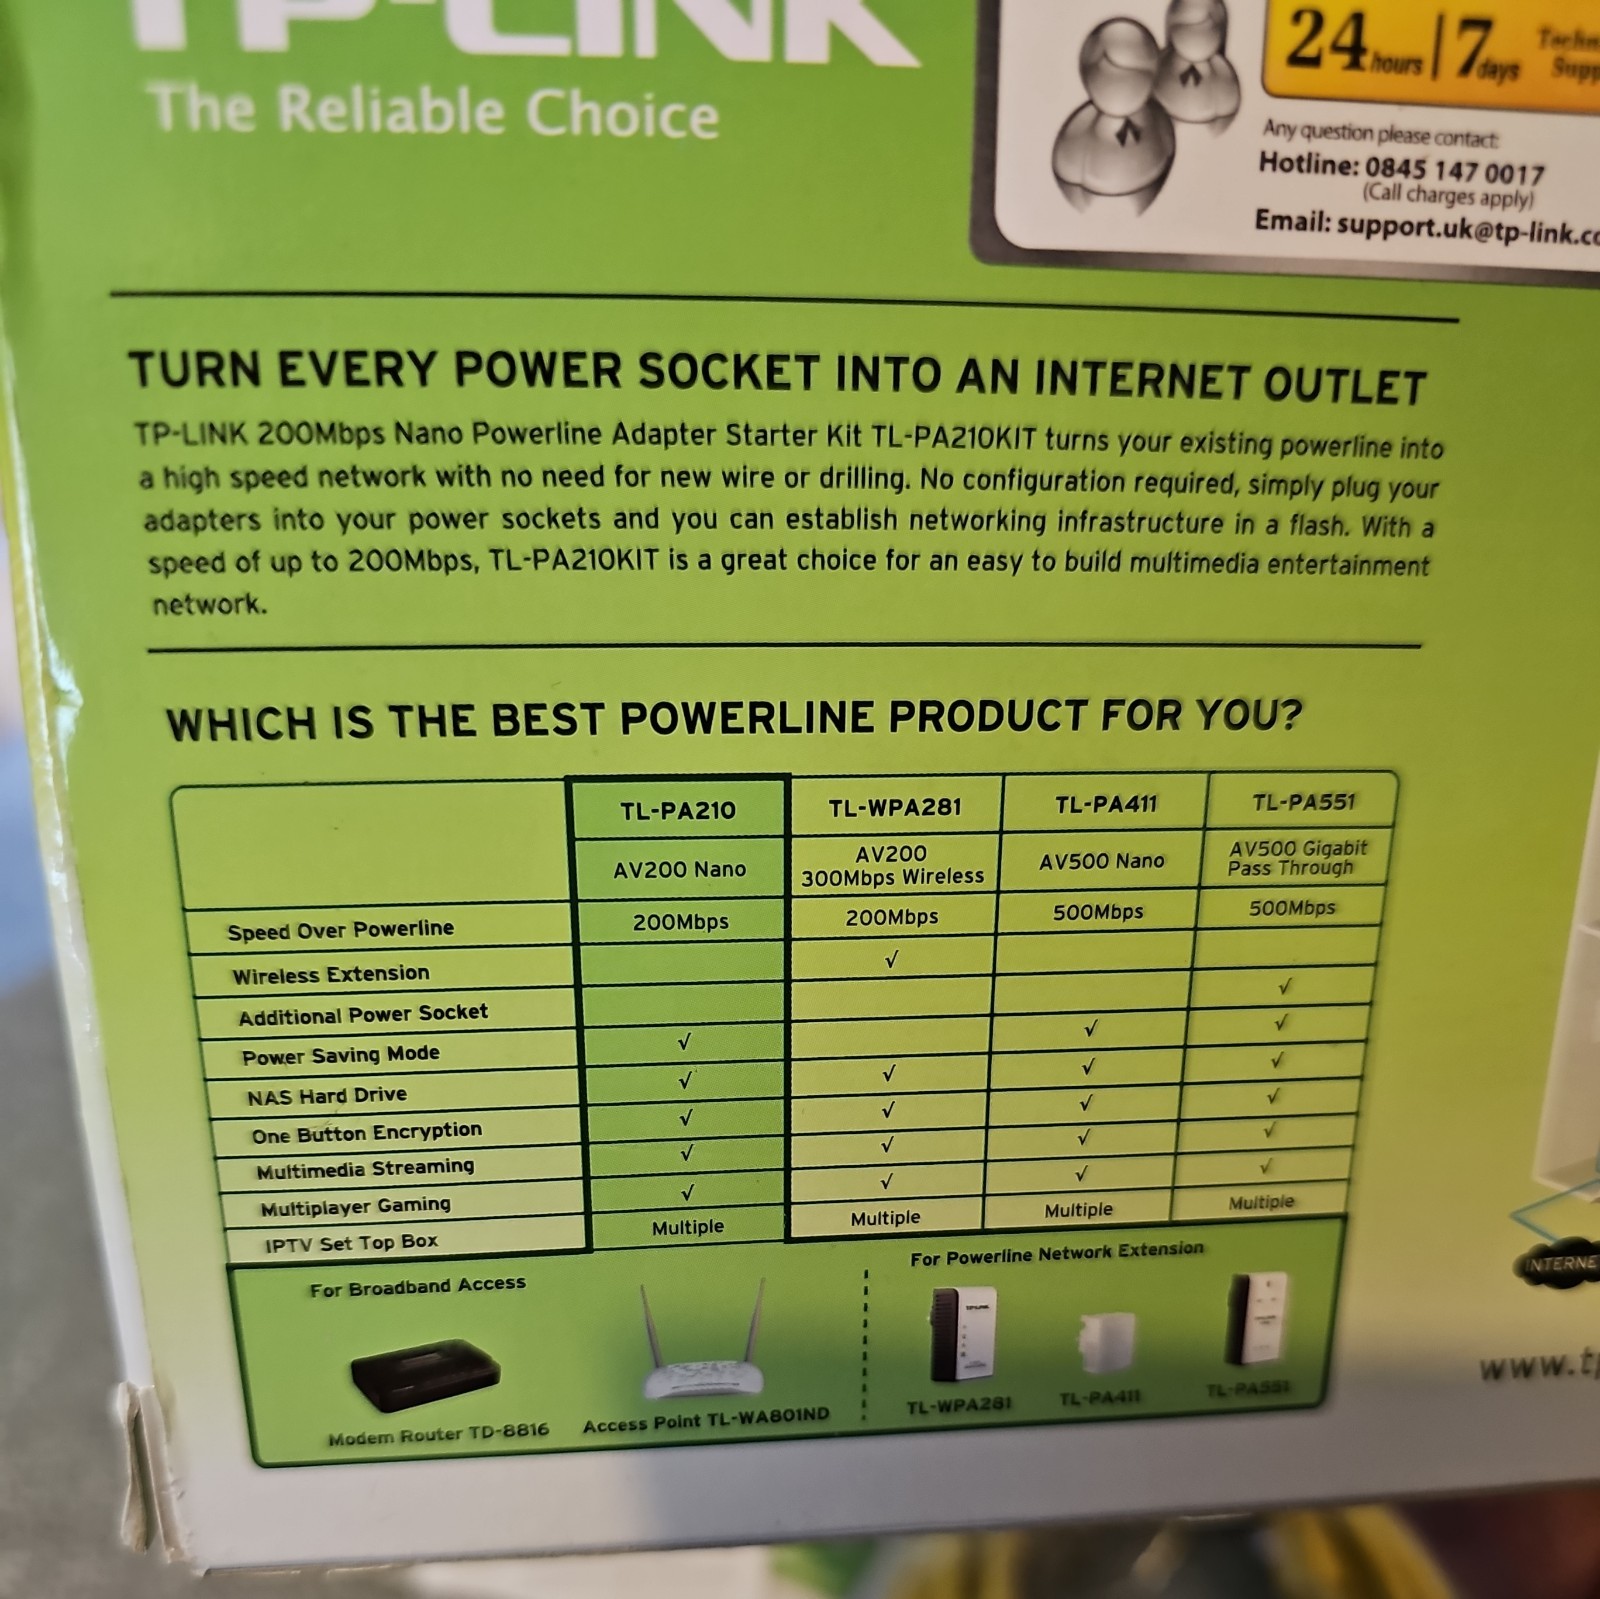 TP-LINK
The Reliable Choice
24 hours | 7 days
Any question please contact:
Hotline: 0845 147 0017
(Call charges apply)
Email: support.uk@tp-link.co
TURN EVERY POWER SOCKET INTO AN INTERNET OUTLET
TP-LINK 200Mbps Nano Powerline Adapter Starter Kit TL-PA210KIT turns your existing powerline into
a high speed network with no need for new wire or drilling. No configuration required, simply plug your
adapters into your power sockets and you can establish networking infrastructure in a flash. With a
speed of up to 200Mbps, TL-PA210KIT is a great choice for an easy to build multimedia entertainment
network.
WHICH IS THE BEST POWERLINE PRODUCT FOR YOU?
TL-PA210 TL-WPA281 TL-PA411 TL-PA551
AV200 Nano AV200 300Mbps Wireless AV500 Nano AV500 Gigabit Pass Through
Speed Over Powerline 200Mbps 200Mbps 500Mbps 500Mbps
Wireless Extension √
Additional Power Socket √
Power Saving Mode √ √ √
NAS Hard Drive √ √ √ √
One Button Encryption √ √ √ √
Multimedia Streaming √ √ √ √
Multiplayer Gaming √ √ √ √
IPTV Set Top Box Multiple Multiple Multiple Multiple
For Broadband Access
For Powerline Network Extension
Modem Router TD-8816
Access Point TL-WA801ND
TL-WPA281
TL-PA411
TL-PA551
INTERNE
www.tp